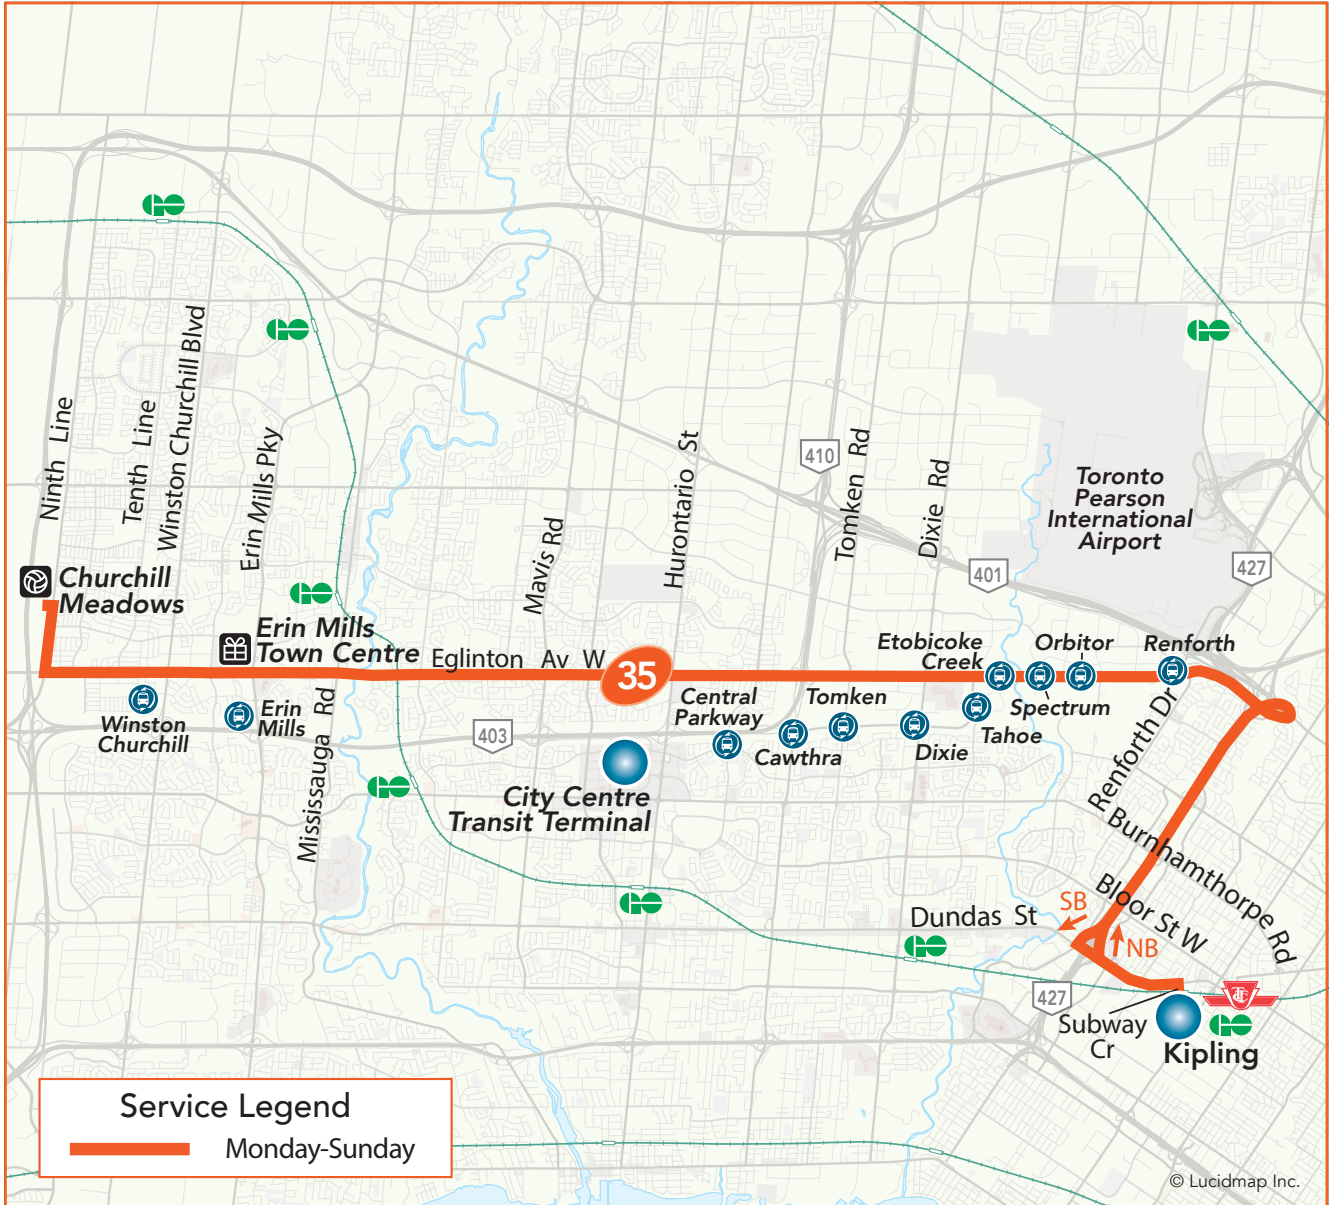 Ninth Line
Tenth Line
Winston Churchill Blvd
Erin Mills Pky
Mavis Rd
Hurontario St
410
Tomken Rd
Dixie Rd
401
Toronto
Pearson
International
Airport
427
Churchill
Meadows
Erin Mills
Town Centre
Eglinton Av W
35
Etobicoke
Creek
Orbitor
Renforth
Winston
Churchill
Erin
Mills
Mississauga Rd
403
Central
Parkway
Tomken
Cawthra
Dixie
Tahoe
Spectrum
Renforth Dr
City Centre
Transit Terminal
Burnhamthorpe Rd
Bloor St W
Dundas St
SB
NB
427
Subway
Cr
TTC
Kipling
Service Legend
Monday-Sunday
© Lucidmap Inc.